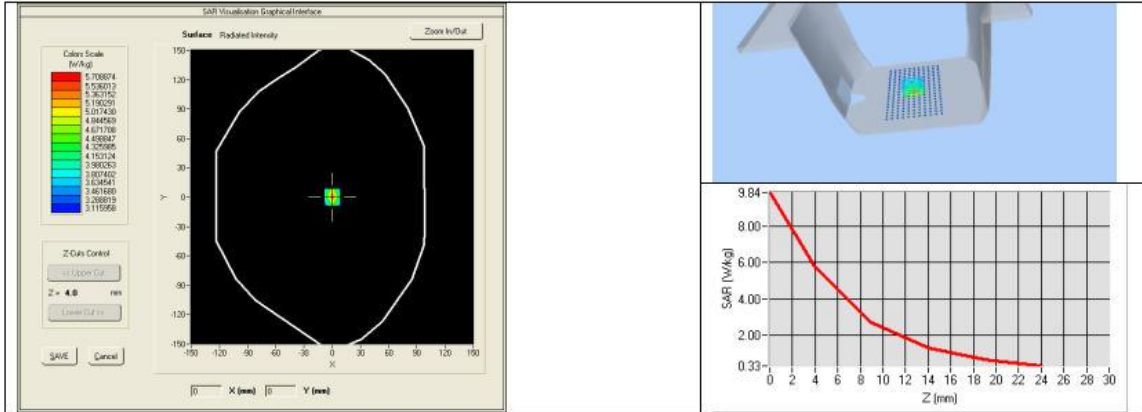 SAR Visualisation Graphical Interface
Surface Radiated Intensity
Zoom In/Out
Colors Scale
(W/kg)
5.708874
5.536013
5.363152
5.190291
5.017430
4.844569
4.671708
4.498847
4.325985
4.153124
3.980263
3.807402
3.634541
3.461680
3.288819
3.115958
Z-Cuts Control
<< Upper Cut
Z = 4.0 mm
Lower Cut >>
SAVE Cancel
150
120
90
60
30
0
-30
-60
-90
-120
-150
Y
-150 -120 -90 -60 -30 0 30 60 90 120 150
X
0 X (mm) 0 Y (mm)
9.84
8.00
6.00
4.00
2.00
0.33
SAR (W/kg)
0 2 4 6 8 10 12 14 16 18 20 22 24 26 28 30
Z (mm)